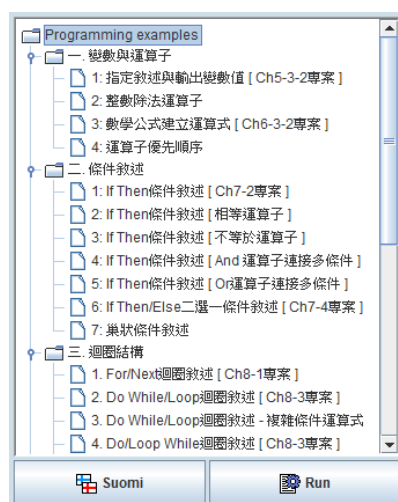 Programming examples
一. 變數與運算子
1: 指定敘述與輸出變數值 [ Ch5-3-2專案 ]
2: 整數除法運算子
3: 數學公式建立運算式 [ Ch6-3-2專案 ]
4: 運算子優先順序
二. 條件敘述
1: If Then條件敘述 [ Ch7-2專案 ]
2: If Then條件敘述 [ 相等運算子 ]
3: If Then條件敘述 [ 不等於運算子 ]
4: If Then條件敘述 [ And 運算子連接多條件 ]
5: If Then條件敘述 [ Or運算子連接多條件 ]
6: If Then/Else二選一條件敘述 [ Ch7-4專案 ]
7: 巢狀條件敘述
三. 迴圈結構
1. For/Next迴圈敘述 [ Ch8-1專案 ]
2. Do While/Loop迴圈敘述 [ Ch8-3專案 ]
3. Do While/Loop迴圈敘述 - 複雜條件運算式
4. Do/Loop While迴圈敘述 [ Ch8-3專案 ]
Suomi
Run